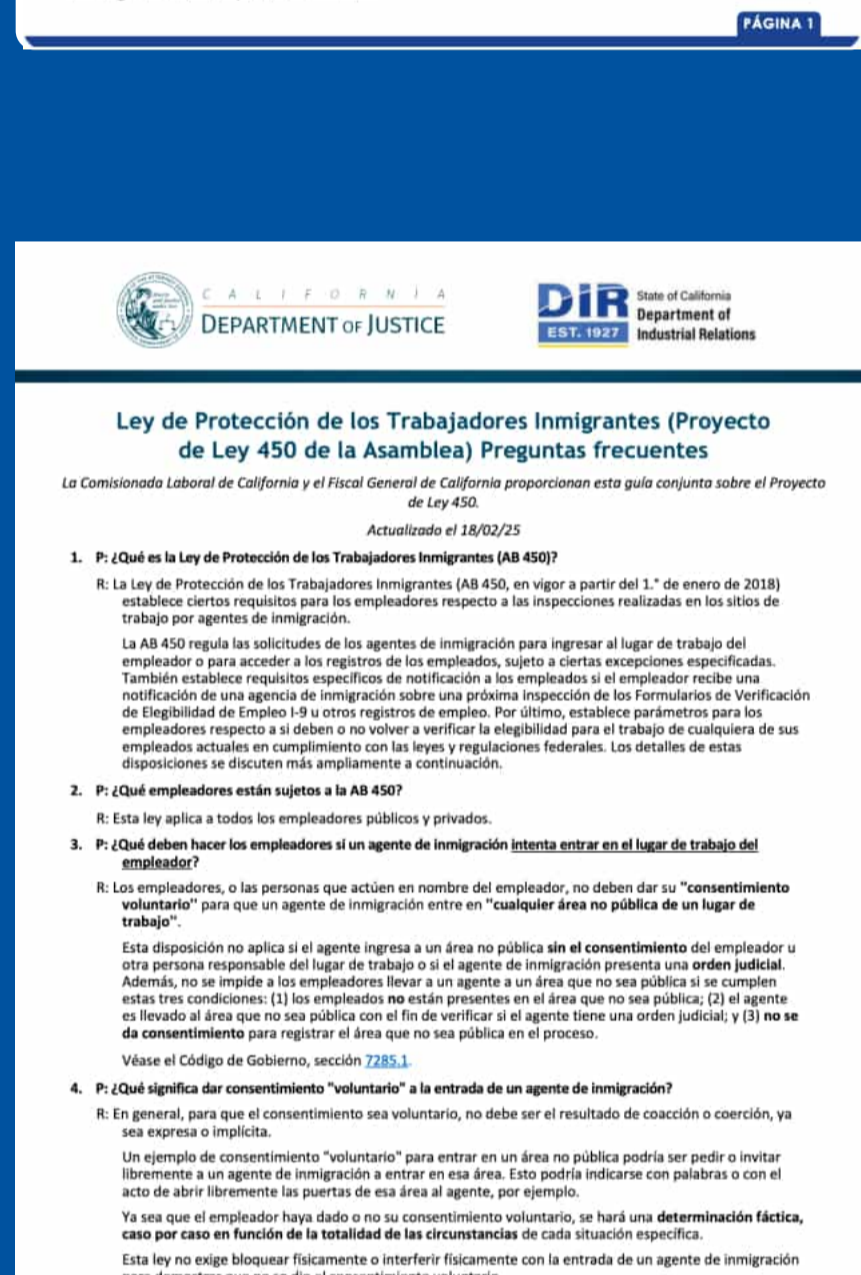 PÁGINA 1
CALIFORNIA
DEPARTMENT OF JUSTICE
DIR
EST. 1927
State of California
Department of
Industrial Relations
Ley de Protección de los Trabajadores Inmigrantes (Proyecto
de Ley 450 de la Asamblea) Preguntas frecuentes
La Comisionada Laboral de California y el Fiscal General de California proporcionan esta guía conjunta sobre el Proyecto
de Ley 450.
Actualizado el 18/02/25
1. P: ¿Qué es la Ley de Protección de los Trabajadores Inmigrantes (AB 450)?
R: La Ley de Protección de los Trabajadores Inmigrantes (AB 450, en vigor a partir del 1.° de enero de 2018)
establece ciertos requisitos para los empleadores respecto a las inspecciones realizadas en los sitios de
trabajo por agentes de inmigración.
La AB 450 regula las solicitudes de los agentes de inmigración para ingresar al lugar de trabajo del
empleador o para acceder a los registros de los empleados, sujeto a ciertas excepciones especificadas.
También establece requisitos específicos de notificación a los empleados si el empleador recibe una
notificación de una agencia de inmigración sobre una próxima inspección de los Formularios de Verificación
de Elegibilidad de Empleo I-9 u otros registros de empleo. Por último, establece parámetros para los
empleadores respecto a si deben o no volver a verificar la elegibilidad para el trabajo de cualquiera de sus
empleados actuales en cumplimiento con las leyes y regulaciones federales. Los detalles de estas
disposiciones se discuten más ampliamente a continuación.
2. P: ¿Qué empleadores están sujetos a la AB 450?
R: Esta ley aplica a todos los empleadores públicos y privados.
3. P: ¿Qué deben hacer los empleadores si un agente de inmigración intenta entrar en el lugar de trabajo del
empleador?
R: Los empleadores, o las personas que actúen en nombre del empleador, no deben dar su "consentimiento
voluntario" para que un agente de inmigración entre en "cualquier área no pública de un lugar de
trabajo".
Esta disposición no aplica si el agente ingresa a un área no pública sin el consentimiento del empleador u
otra persona responsable del lugar de trabajo o si el agente de inmigración presenta una orden judicial.
Además, no se impide a los empleadores llevar a un agente a un área que no sea pública si se cumplen
estas tres condiciones: (1) los empleados no están presentes en el área que no sea pública; (2) el agente
es llevado al área que no sea pública con el fin de verificar si el agente tiene una orden judicial; y (3) no se
da consentimiento para registrar el área que no sea pública en el proceso.
Véase el Código de Gobierno, sección 7285.1.
4. P: ¿Qué significa dar consentimiento "voluntario" a la entrada de un agente de inmigración?
R: En general, para que el consentimiento sea voluntario, no debe ser el resultado de coacción o coerción, ya
sea expresa o implícita.
Un ejemplo de consentimiento "voluntario" para entrar en un área no pública podría ser pedir o invitar
libremente a un agente de inmigración a entrar en esa área. Esto podría indicarse con palabras o con el
acto de abrir libremente las puertas de esa área al agente, por ejemplo.
Ya sea que el empleador haya dado o no su consentimiento voluntario, se hará una determinación fáctica,
caso por caso en función de la totalidad de las circunstancias de cada situación específica.
Esta ley no exige bloquear físicamente o interferir físicamente con la entrada de un agente de inmigración